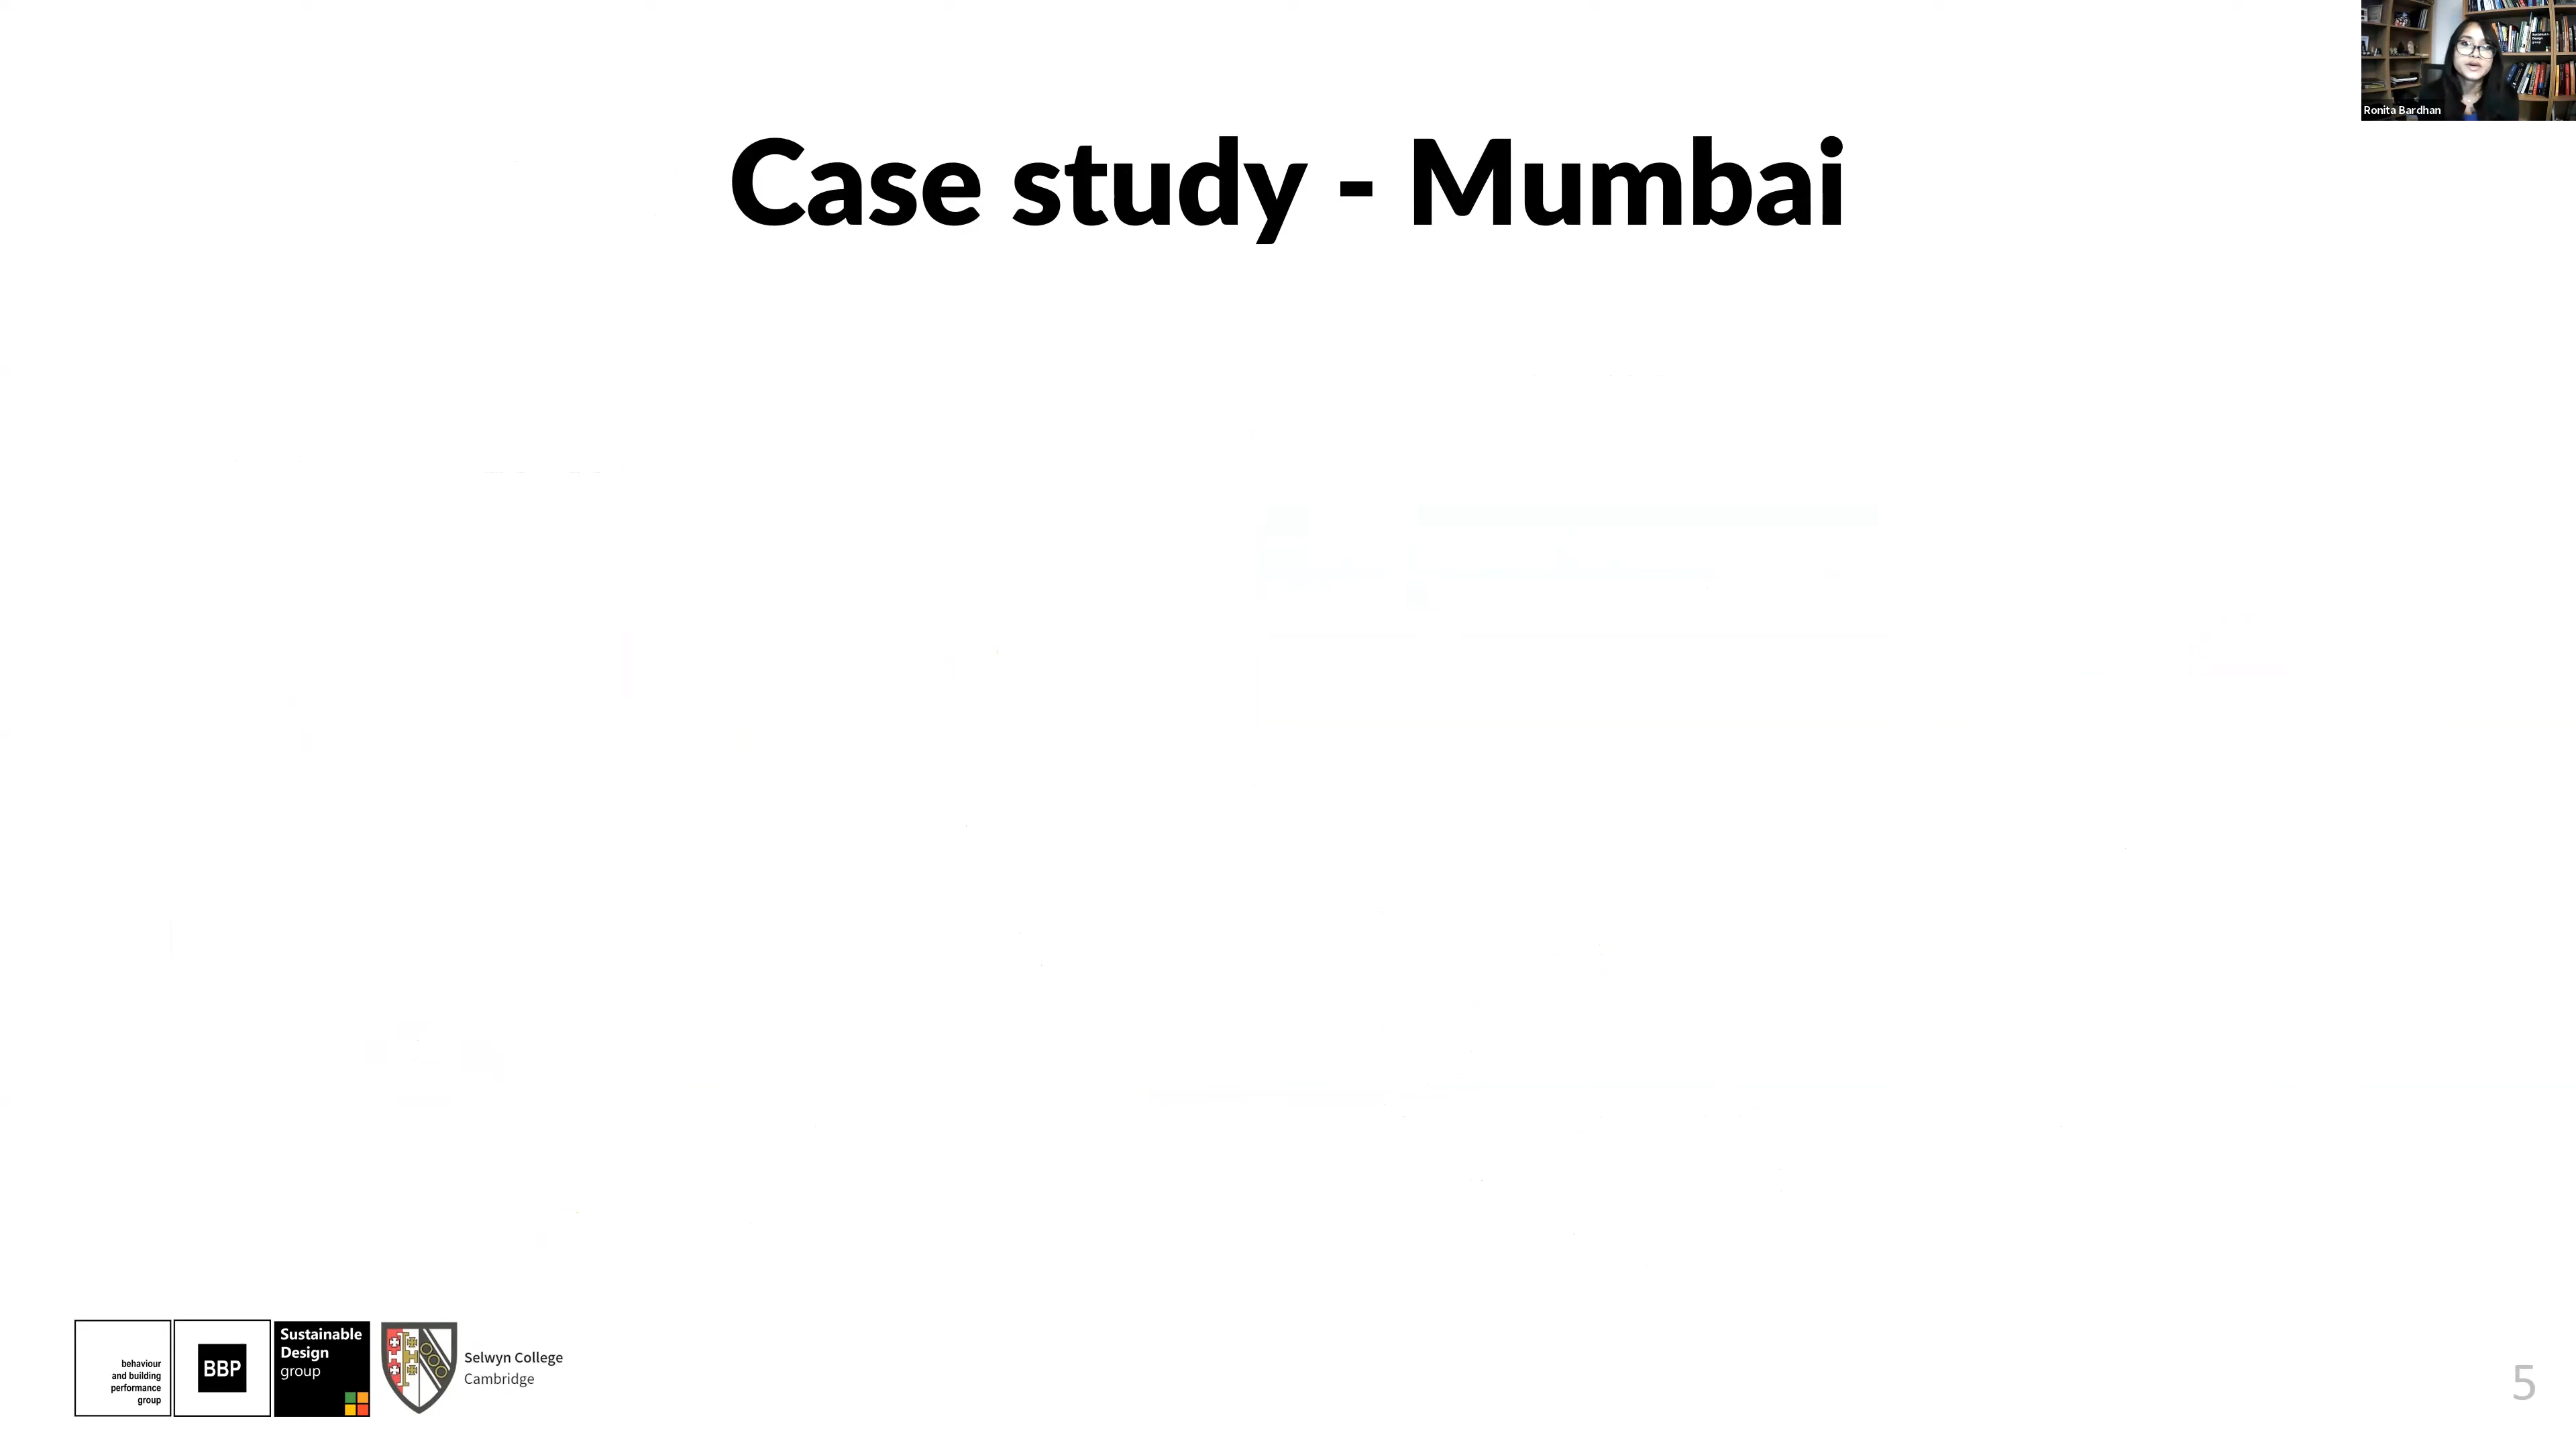 Ronita Bardhan
Case study - Mumbai
behaviour
and building
performance
group
BBP
Sustainable
Design
group
Selwyn College
Cambridge
5